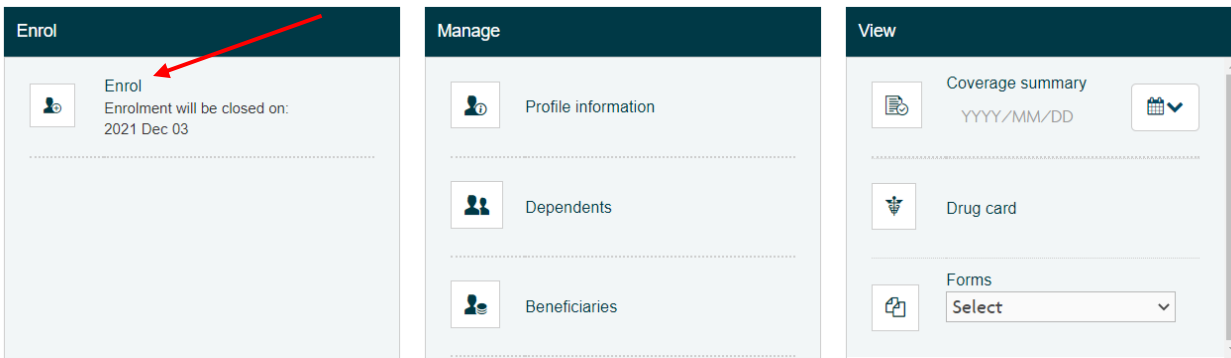 Enrol
Enrol
Enrolment will be closed on:
2021 Dec 03
Manage
Profile information
Dependents
Beneficiaries
View
Coverage summary
YYYY/MM/DD
Drug card
Forms
Select